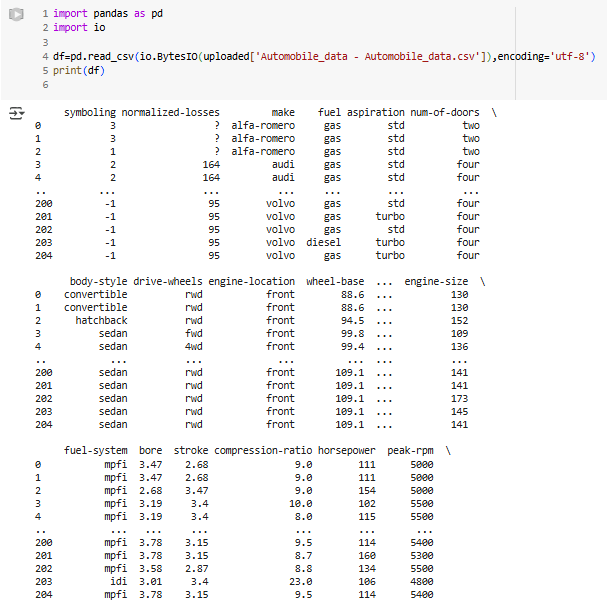 1 import pandas as pd
2 import io
3
4 df=pd.read_csv(io.BytesIO(uploaded['Automobile_data - Automobile_data.csv']),encoding='utf-8')
5 print(df)
6
symboling normalized-losses make fuel aspiration num-of-doors \
0 3 ? alfa-romero gas std two
1 3 ? alfa-romero gas std two
2 1 ? alfa-romero gas std two
3 2 164 audi gas std four
4 2 164 audi gas std four
.. ... ... ... ... ... ...
200 -1 95 volvo gas std four
201 -1 95 volvo gas turbo four
202 -1 95 volvo gas std four
203 -1 95 volvo diesel turbo four
204 -1 95 volvo gas turbo four
body-style drive-wheels engine-location wheel-base ... engine-size \
0 convertible rwd front 88.6 ... 130
1 convertible rwd front 88.6 ... 130
2 hatchback rwd front 94.5 ... 152
3 sedan fwd front 99.8 ... 109
4 sedan 4wd front 99.4 ... 136
.. ... ... ... ... ... ...
200 sedan rwd front 109.1 ... 141
201 sedan rwd front 109.1 ... 141
202 sedan rwd front 109.1 ... 173
203 sedan rwd front 109.1 ... 145
204 sedan rwd front 109.1 ... 141
fuel-system bore stroke compression-ratio horsepower peak-rpm \
0 mpfi 3.47 2.68 9.0 111 5000
1 mpfi 3.47 2.68 9.0 111 5000
2 mpfi 2.68 3.47 9.0 154 5000
3 mpfi 3.19 3.4 10.0 102 5500
4 mpfi 3.19 3.4 8.0 115 5500
.. ... ... ... ... ... ...
200 mpfi 3.78 3.15 9.5 114 5400
201 mpfi 3.78 3.15 8.7 160 5300
202 mpfi 3.58 2.87 8.8 134 5500
203 idi 3.01 3.4 23.0 106 4800
204 mpfi 3.78 3.15 9.5 114 5400